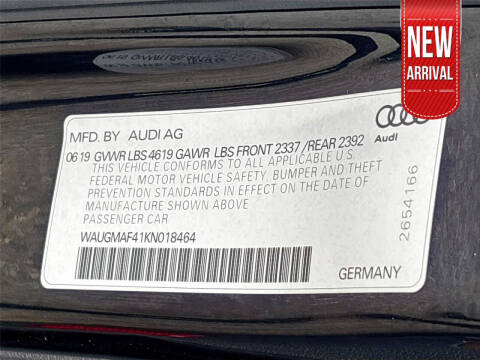 NEW
ARRIVAL
MFD. BY AUDI AG
Audi
06 19 GVWR LBS 4619 GAWR LBS FRONT 2337 / REAR 2392
THIS VEHICLE CONFORMS TO ALL APPLICABLE U.S.
FEDERAL MOTOR VEHICLE SAFETY, BUMPER AND THEFT
PREVENTION STANDARDS IN EFFECT ON THE DATE OF
MANUFACTURE SHOWN ABOVE
PASSENGER CAR
2654166
WAUGMAF41KN018464
GERMANY